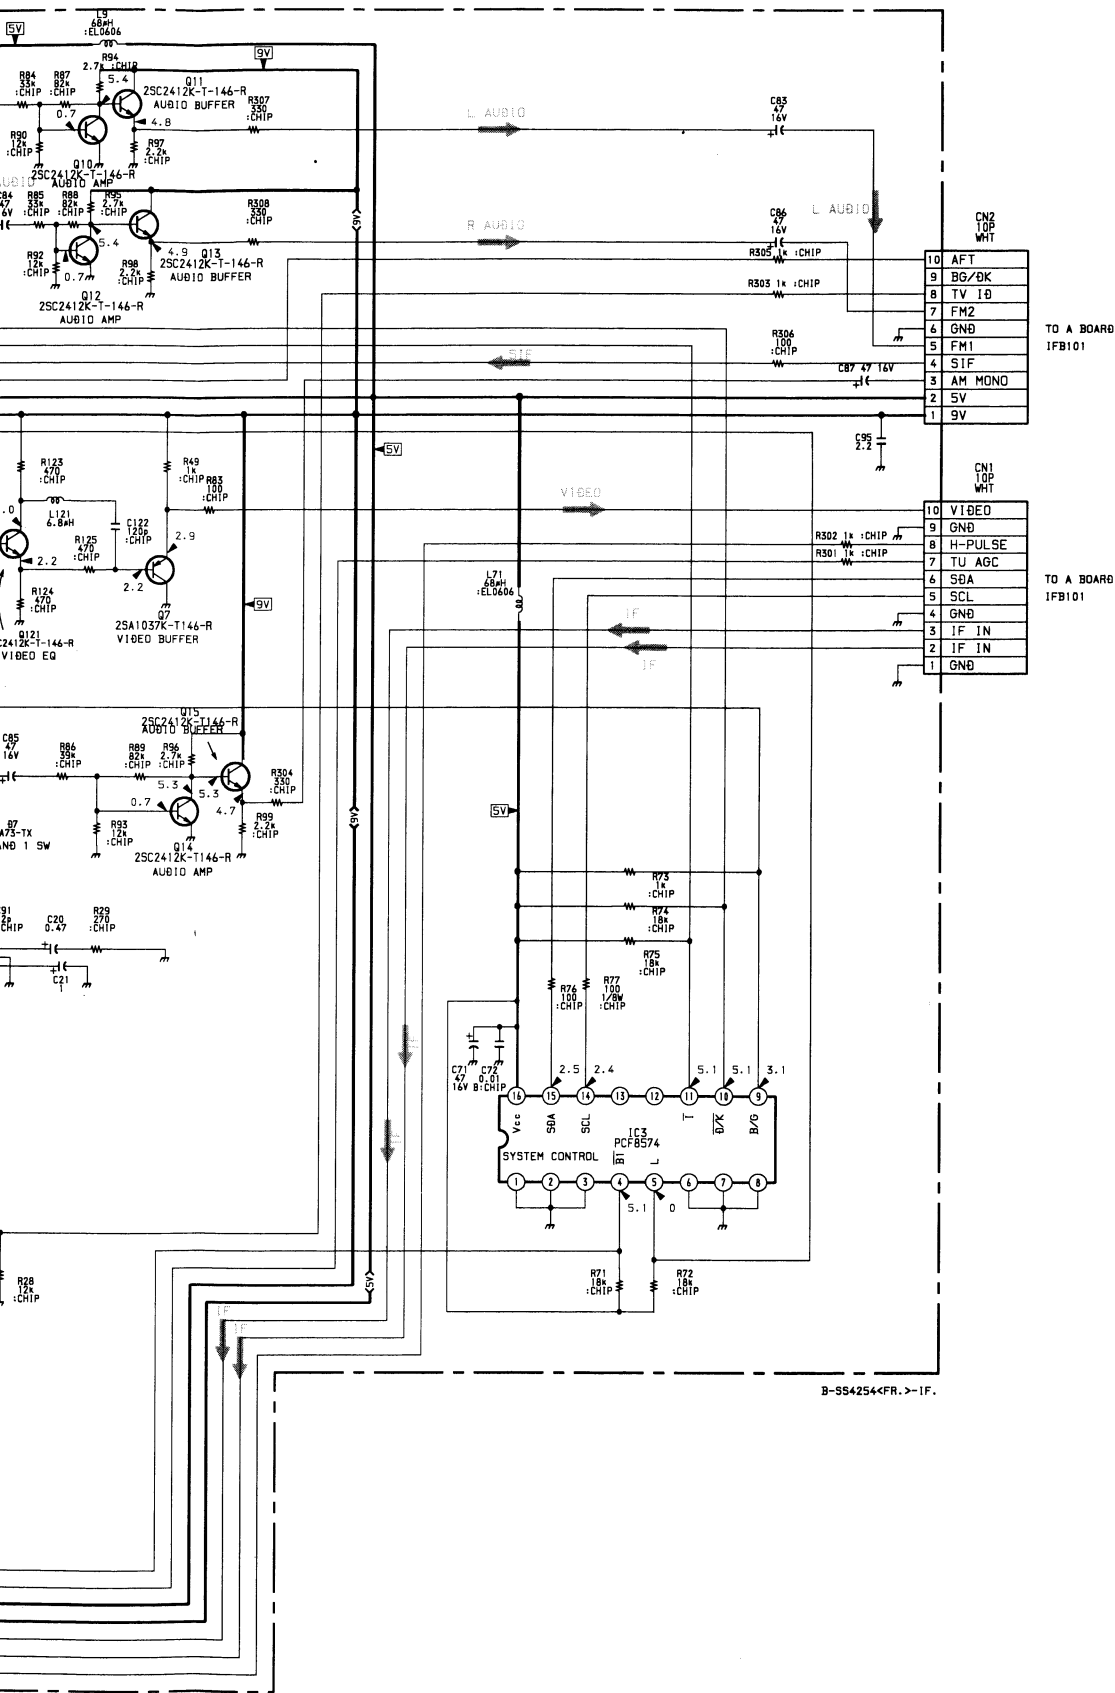 5V
L9
68μH
:EL0606
R94
2.7k :CHIP
5.4
9V
R84
33k
:CHIP
R87
82k
:CHIP
0.7
Q11
2SC2412K-T-146-R
AUDIO BUFFER
4.8
R307
330
:CHIP
L AUDIO
C83
47
16V
R90
12k
:CHIP
R97
2.2k
:CHIP
Q10
2SC2412K-T-146-R
AUDIO AMP
R85
33k
:CHIP
R88
82k
:CHIP
R95
2.7k
:CHIP
9V
R308
330
:CHIP
R AUDIO
L AUDIO
C86
47
16V
R305 1k :CHIP
5.4
4.9
R92
12k
:CHIP
0.7
R98
2.2k
:CHIP
Q13
2SC2412K-T-146-R
AUDIO BUFFER
Q12
2SC2412K-T-146-R
AUDIO AMP
R303 1k :CHIP
R306
100
:CHIP
SIF
C87 47 16V
CN2
10P
WHT
10 AFT
9 BG/DK
8 TV ID
7 FM2
6 GND
5 FM1
4 SIF
3 AM MONO
2 5V
1 9V
TO A BOARD
IFB101
C95
2.2
5V
R123
470
:CHIP
L121
6.8μH
R125
470
:CHIP
C122
120p
:CHIP
R49
1k
:CHIP
R83
100
:CHIP
VIDEO
2.9
2.2
2.2
R124
470
:CHIP
VIDEO EQ
Q121
Q7
2SA1037K-T146-R
VIDEO BUFFER
9V
L71
68μH
:EL0606
R302 1k :CHIP
R301 1k :CHIP
CN1
10P
WHT
10 VIDEO
9 GND
8 H-PULSE
7 TU AGC
6 SDA
5 SCL
4 GND
3 IF IN
2 IF IN
1 GND
TO A BOARD
IFB101
IF
IF
Q15
2SC2412K-T146-R
AUDIO BUFFER
C85
47
16V
R86
39k
:CHIP
R89
82k
:CHIP
R96
2.7k
:CHIP
R304
330
:CHIP
5.3
5.3
0.7
4.7
R93
12k
:CHIP
R99
2.2k
:CHIP
Q14
2SC2412K-T146-R
AUDIO AMP
9V
5V
C20
0.47
R29
270
:CHIP
C21
1
R73
1k
:CHIP
R74
18k
:CHIP
R75
18k
:CHIP
R76
100
:CHIP
R77
100
1/8W
:CHIP
C71
47
16V
C72
0.01
B:CHIP
IF
IF
2.5
2.4
5.1
5.1
3.1
16 15 14 13 12 11 10 9
Vcc SDA SCL I D/K B/G
IC3
PCF8574
SYSTEM CONTROL
B1 L
1 2 3 4 5 6 7 8
5.1
0
R71
18k
:CHIP
R72
18k
:CHIP
R28
12k
:CHIP
5V
IF
IF
B-SS4254<FR.>-IF.